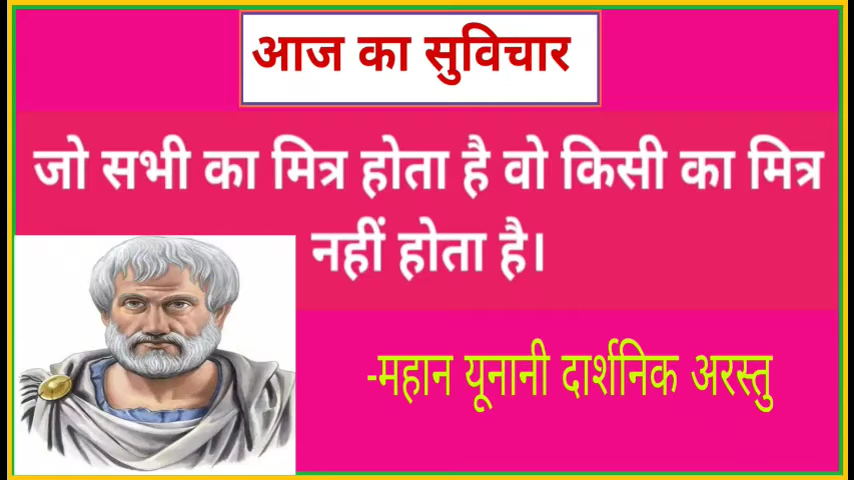 आज का सुविचार
जो सभी का मित्र होता है वो किसी का मित्र
नहीं होता है।
-महान यूनानी दार्शनिक अरस्तु